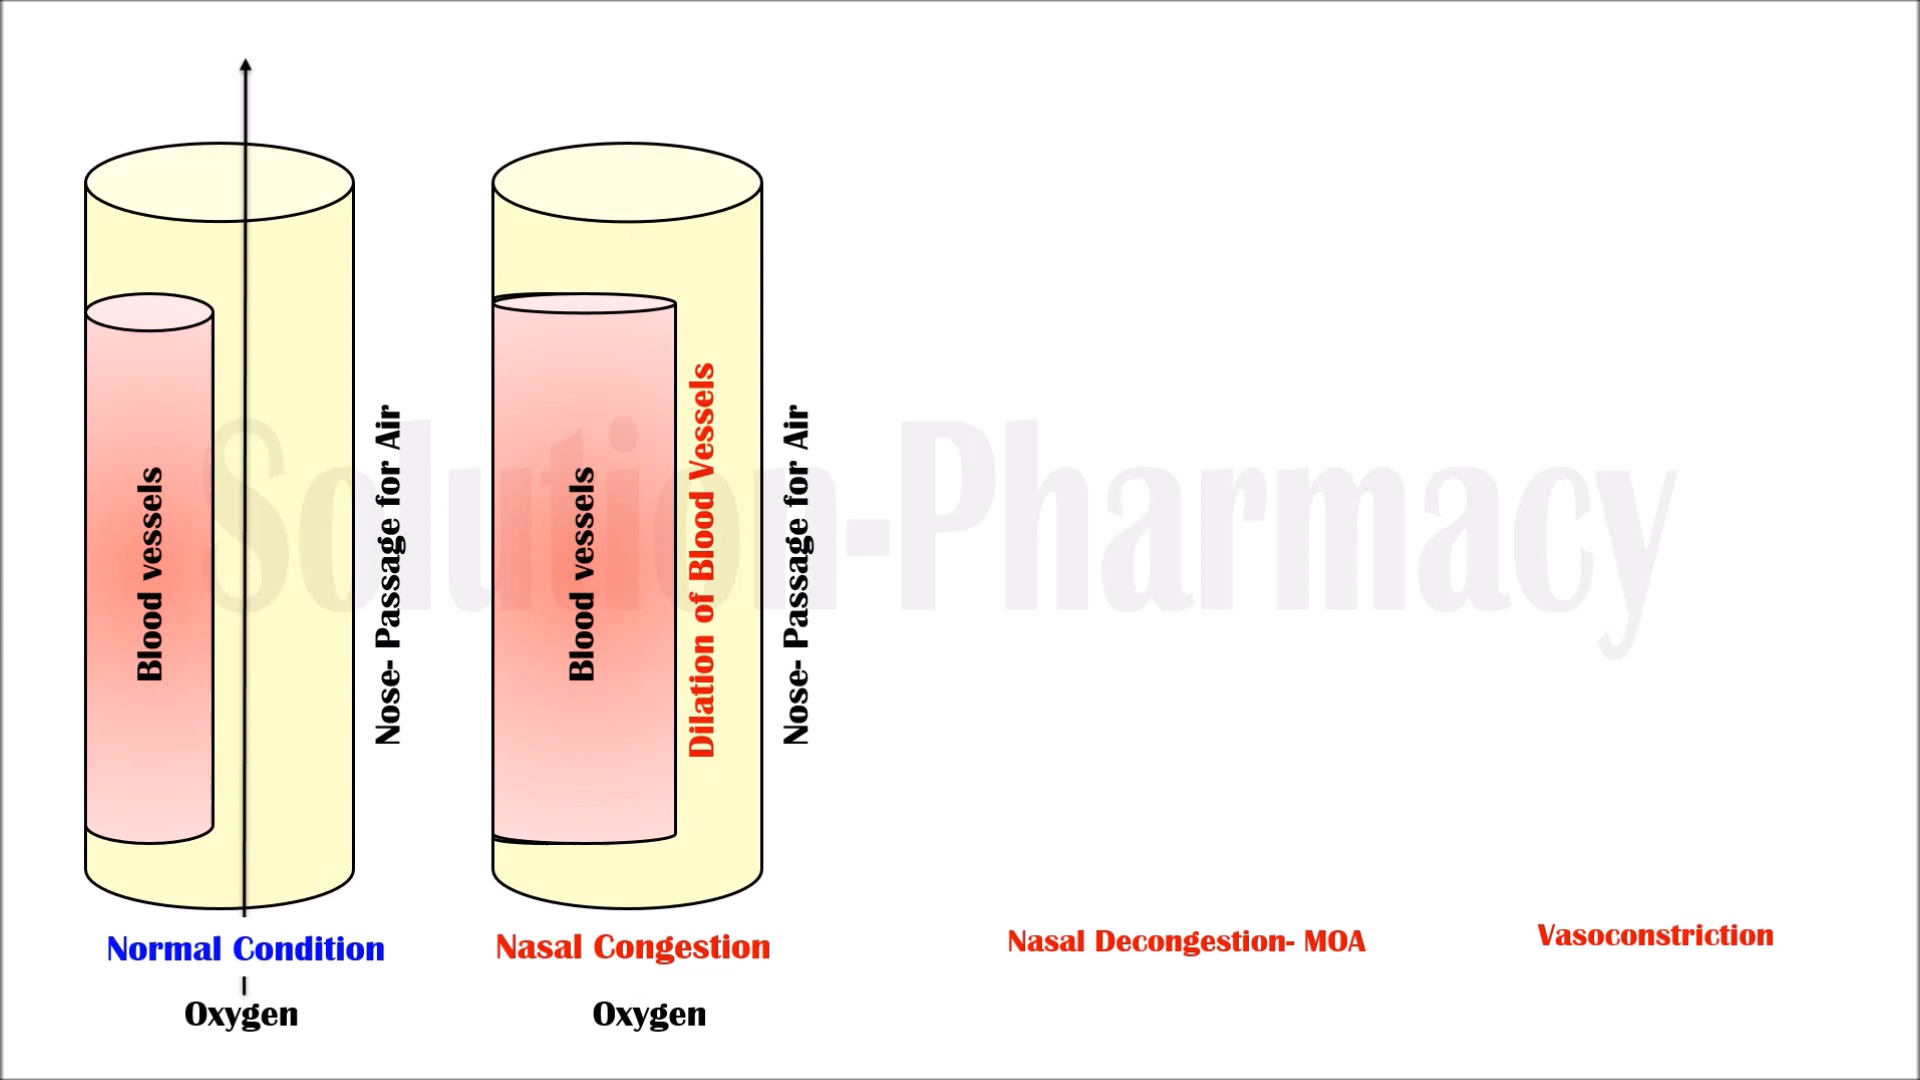 Blood vessels
Nose- Passage for Air
Blood vessels
Dilation of Blood Vessels
Nose- Passage for Air
Solution-Pharmacy
Normal Condition
Nasal Congestion
Nasal Decongestion- MOA
Vasoconstriction
Oxygen
Oxygen